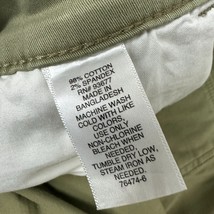 98% COTTON
2% SPANDEX
RN# 93677
MADE IN
BANGLADESH
MACHINE WASH
COLD WITH LIKE
COLORS,
USE ONLY
NON-CHLORINE
BLEACH WHEN
NEEDED,
TUMBLE DRY LOW,
STEAM IRON AS
NEEDED.
76474-6